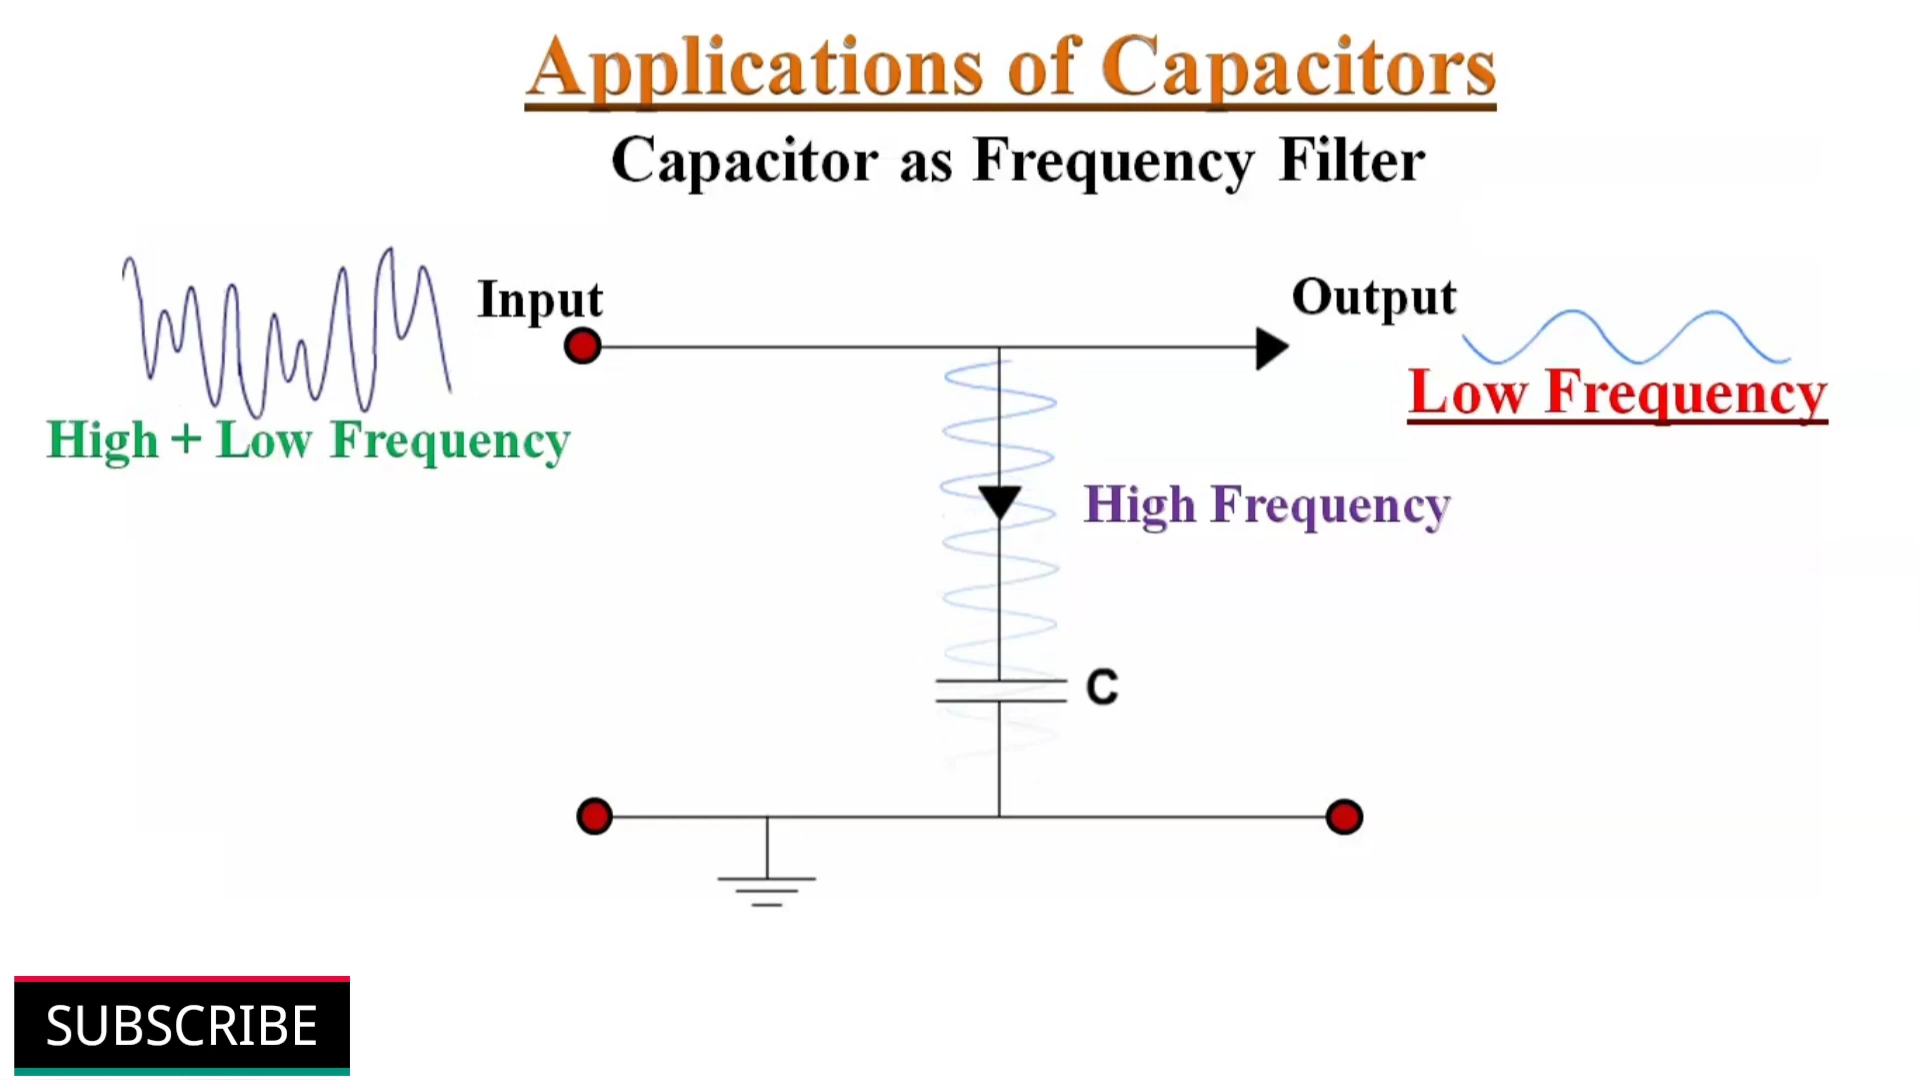 Applications of Capacitors
Capacitor as Frequency Filter
Input
Output
Low Frequency
High + Low Frequency
High Frequency
C
SUBSCRIBE